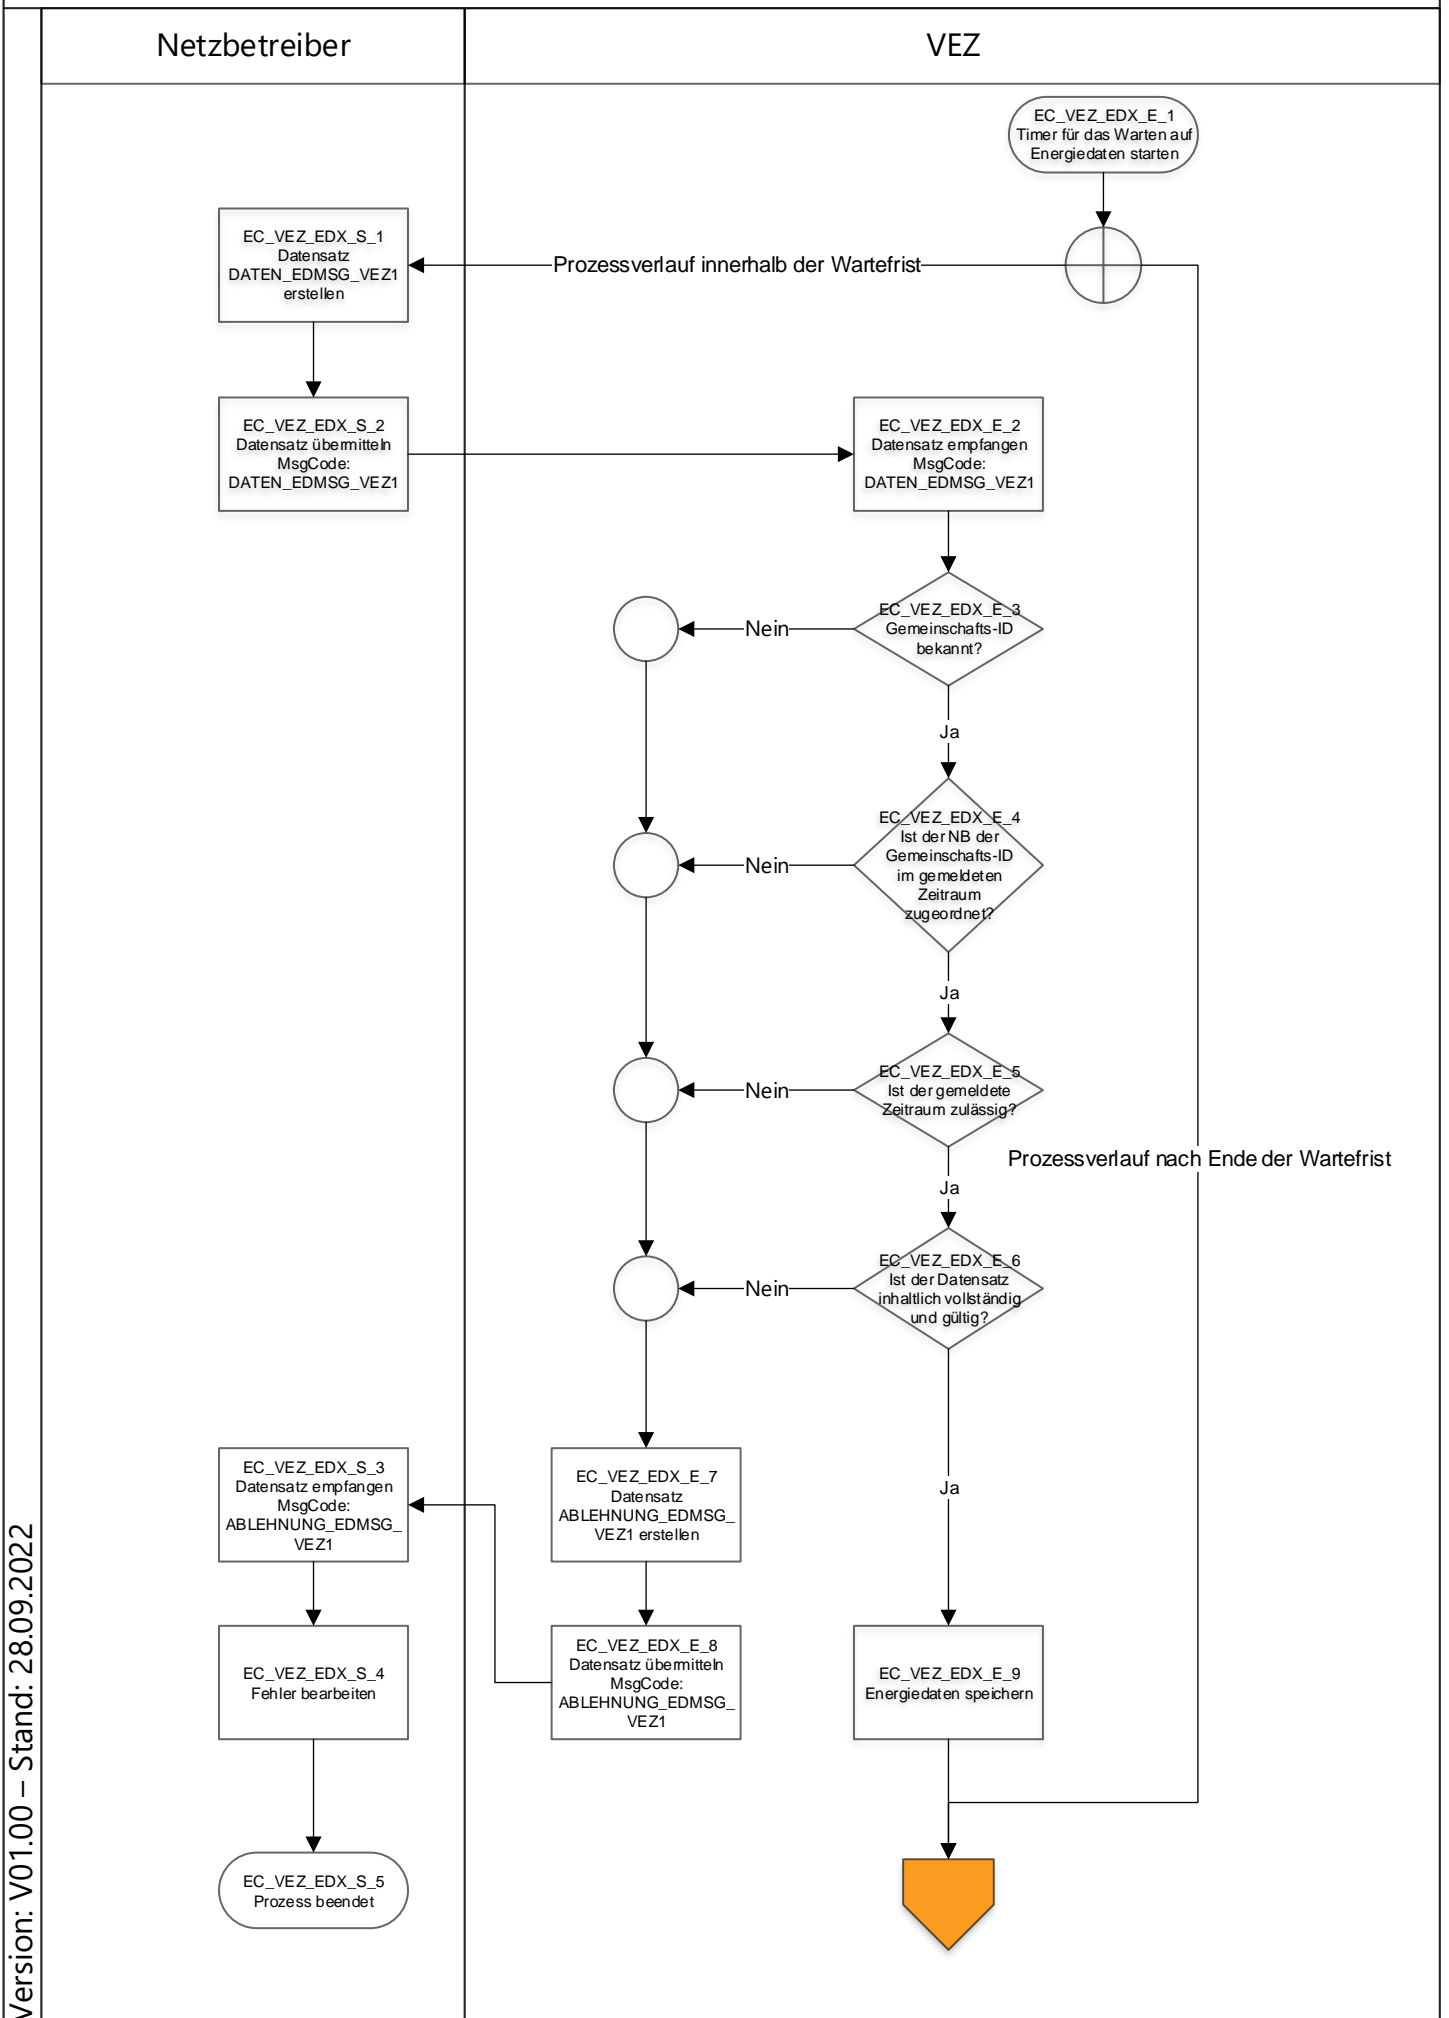 Netzbetreiber
VEZ
EC_VEZ_EDX_E_1
Timer für das Warten auf
Energiedaten starten
EC_VEZ_EDX_S_1
Datensatz
DATEN_EDMSG_VEZ1
erstellen
Prozessverlauf innerhalb der Wartefrist
EC_VEZ_EDX_S_2
Datensatz übermitteln
MsgCode:
DATEN_EDMSG_VEZ1
EC_VEZ_EDX_E_2
Datensatz empfangen
MsgCode:
DATEN_EDMSG_VEZ1
EC_VEZ_EDX_E_3
Gemeinschafts-ID
bekannt?
Nein
Ja
EC_VEZ_EDX_E_4
Ist der NB der
Gemeinschafts-ID
im gemeldeten
Zeitraum
zugeordnet?
Nein
Ja
EC_VEZ_EDX_E_5
Ist der gemeldete
Zeitraum zulässig?
Nein
Prozessverlauf nach Ende der Wartefrist
Ja
EC_VEZ_EDX_E_6
Ist der Datensatz
inhaltlich vollständig
und gültig?
Nein
Ja
EC_VEZ_EDX_S_3
Datensatz empfangen
MsgCode:
ABLEHNUNG_EDMSG_
VEZ1
EC_VEZ_EDX_E_7
Datensatz
ABLEHNUNG_EDMSG_
VEZ1 erstellen
EC_VEZ_EDX_S_4
Fehler bearbeiten
EC_VEZ_EDX_E_8
Datensatz übermitteln
MsgCode:
ABLEHNUNG_EDMSG_
VEZ1
EC_VEZ_EDX_E_9
Energiedaten speichern
EC_VEZ_EDX_S_5
Prozess beendet
Version: V01.00 – Stand: 28.09.2022